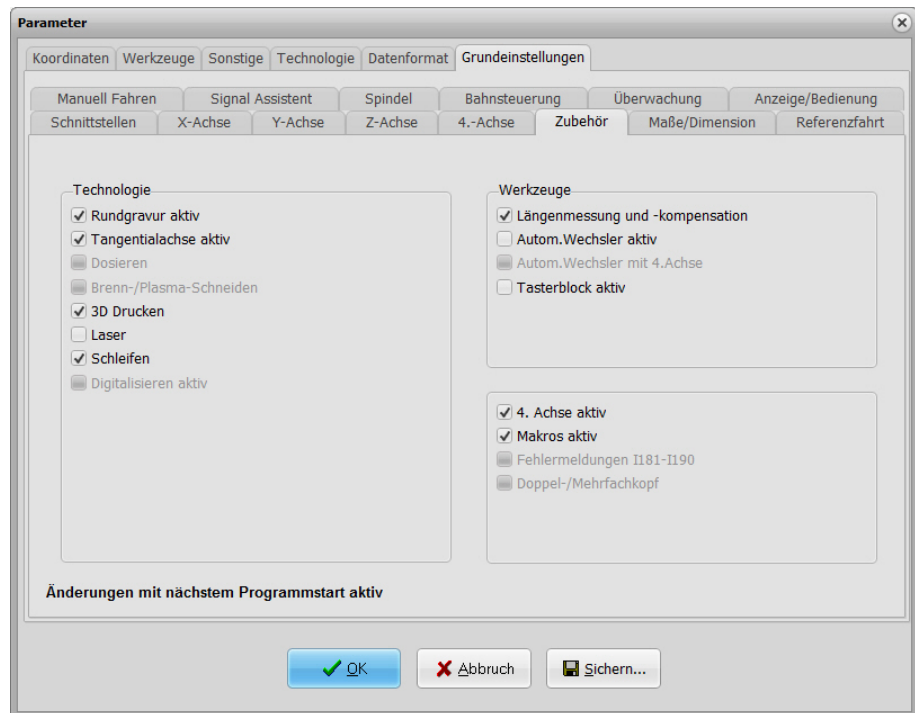 Parameter
Koordinaten Werkzeuge Sonstige Technologie Datenformat Grundeinstellungen
Manuell Fahren Signal Assistent Spindel Bahnsteuerung Überwachung Anzeige/Bedienung
Schnittstellen X-Achse Y-Achse Z-Achse 4.-Achse Zubehör Maße/Dimension Referenzfahrt
Technologie
Rundgravur aktiv
Tangentialachse aktiv
Dosieren
Brenn-/Plasma-Schneiden
3D Drucken
Laser
Schleifen
Digitalisieren aktiv
Werkzeuge
Längenmessung und -kompensation
Autom.Wechsler aktiv
Autom.Wechsler mit 4.Achse
Tasterblock aktiv
4. Achse aktiv
Makros aktiv
Fehlermeldungen I181-I190
Doppel-/Mehrfachkopf
Änderungen mit nächstem Programmstart aktiv
OK Abbruch Sichern...